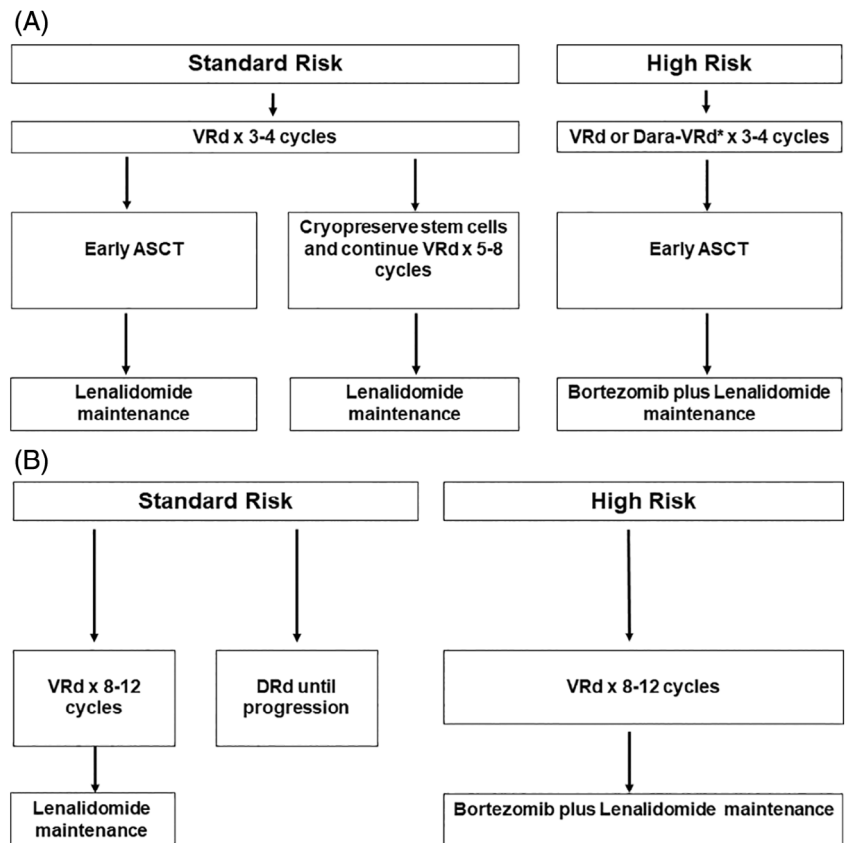 (A)
Standard Risk
High Risk
VRd x 3-4 cycles
VRd or Dara-VRd* x 3-4 cycles
Early ASCT
Cryopreserve stem cells
and continue VRd x 5-8
cycles
Early ASCT
Lenalidomide
maintenance
Lenalidomide
maintenance
Bortezomib plus Lenalidomide
maintenance
(B)
Standard Risk
High Risk
VRd x 8-12
cycles
DRd until
progression
VRd x 8-12 cycles
Lenalidomide
maintenance
Bortezomib plus Lenalidomide maintenance